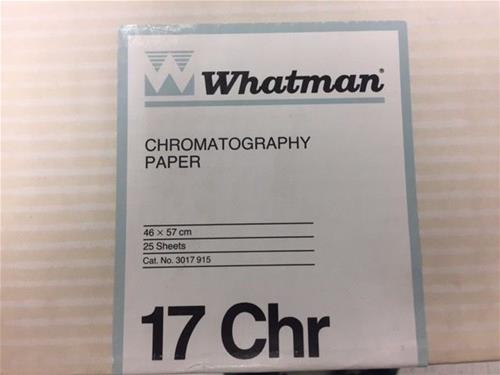 Whatman®
CHROMATOGRAPHY
PAPER
46 × 57 cm
25 Sheets
Cat. No. 3017 915
17 Chr